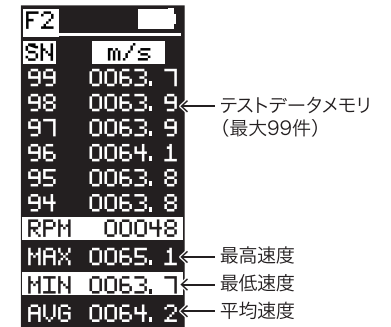 F2
SN m/s
99 0063.7
98 0063.9
97 0063.9
96 0064.1
95 0063.8
94 0063.8
RPM 00048
MAX 0065.1
MIN 0063.7
AVG 0064.2
テストデータメモリ
（最大99件）
最高速度
最低速度
平均速度